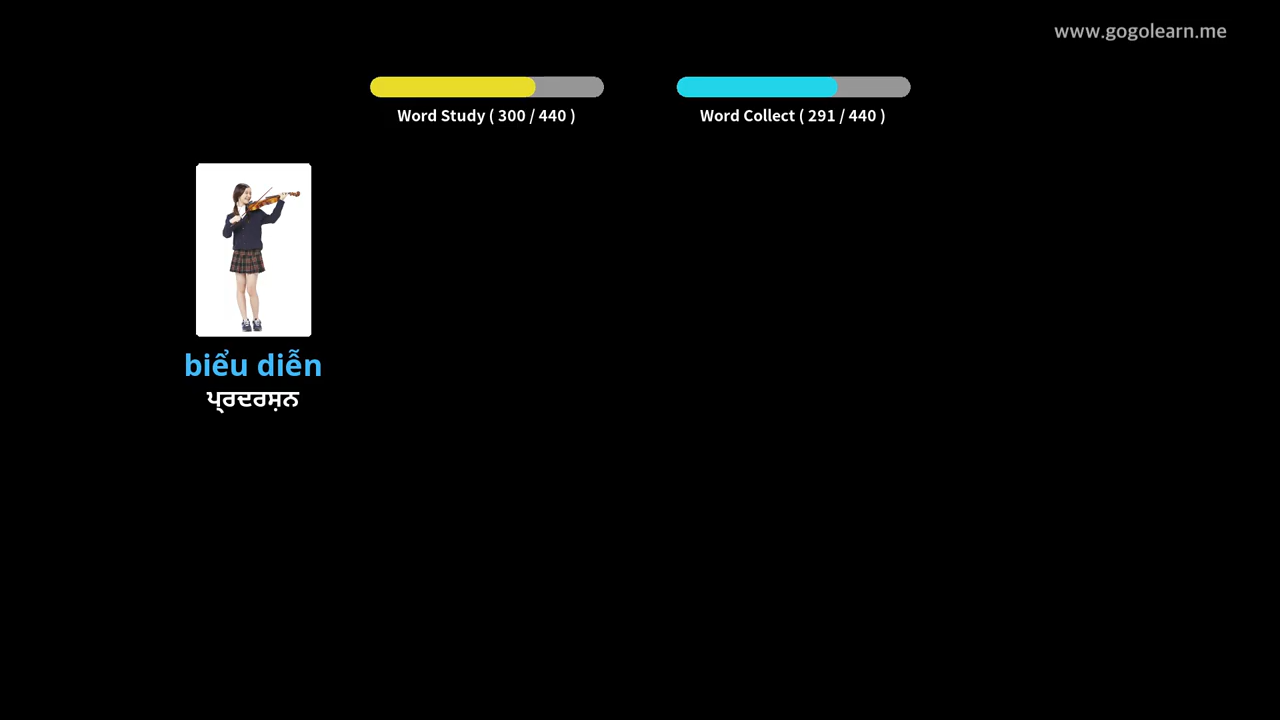 www.gogolearn.me
Word Study ( 300 / 440 )
Word Collect ( 291 / 440 )
biểu diễn
ਪ੍ਰਦਰਸ਼ਨ